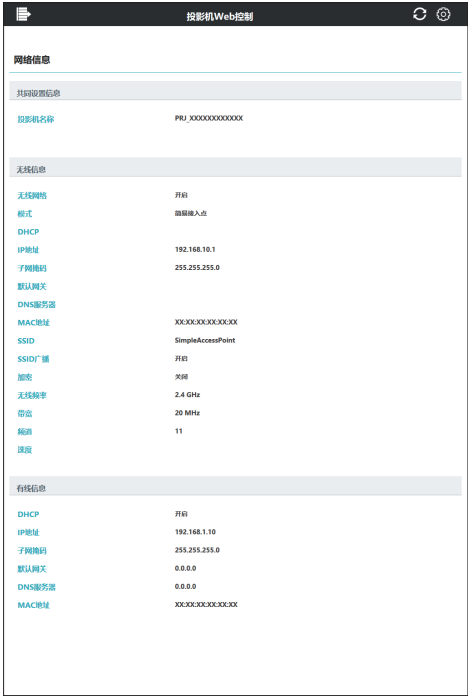 投影机Web控制
网络信息
共同设置信息
投影机名称 PRJ_XXXXXXXXXXXX
无线信息
无线网络 开启
模式 简易接入点
DHCP
IP地址 192.168.10.1
子网掩码 255.255.255.0
默认网关
DNS服务器
MAC地址 XX:XX:XX:XX:XX:XX
SSID SimpleAccessPoint
SSID广播 开启
加密 关闭
无线频率 2.4 GHz
带宽 20 MHz
频道 11
速度
有线信息
DHCP 开启
IP地址 192.168.1.10
子网掩码 255.255.255.0
默认网关 0.0.0.0
DNS服务器 0.0.0.0
MAC地址 XX:XX:XX:XX:XX:XX